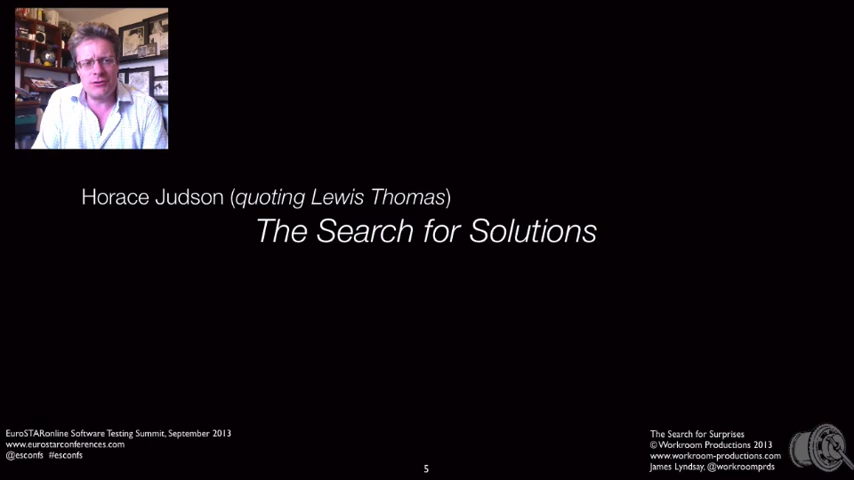 Horace Judson (quoting Lewis Thomas)
The Search for Solutions
EuroSTARonline Software Testing Summit, September 2013
www.eurostarconferences.com
@esconfs #esconfs
5
The Search for Surprises
© Workroom Productions 2013
www.workroom-productions.com
James Lyndsay, @workroomprds